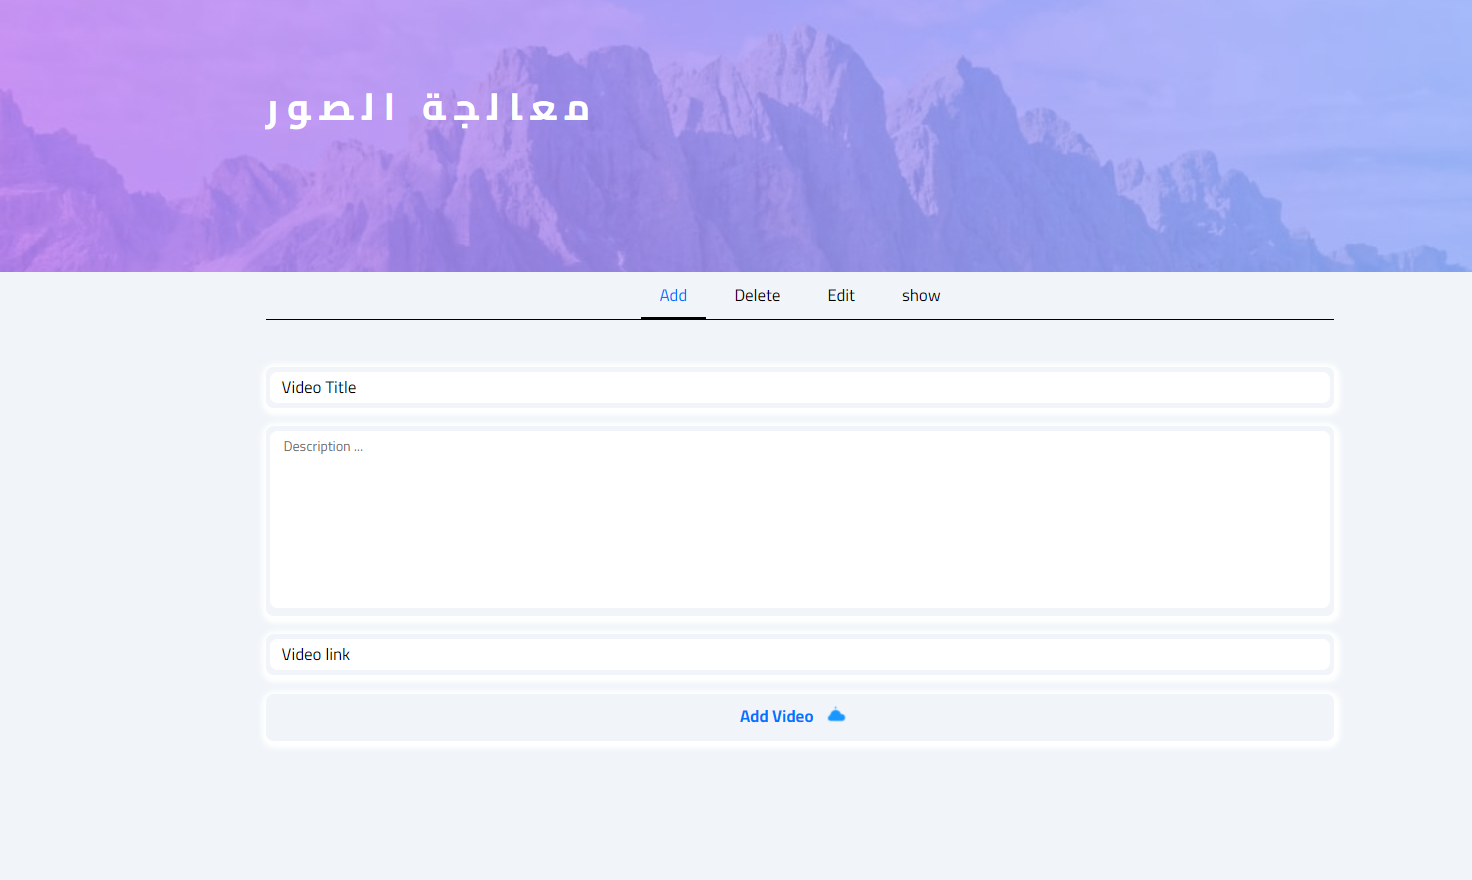 معالجة الصور
Add Delete Edit show
Video Title
Description ...
Video link
Add Video